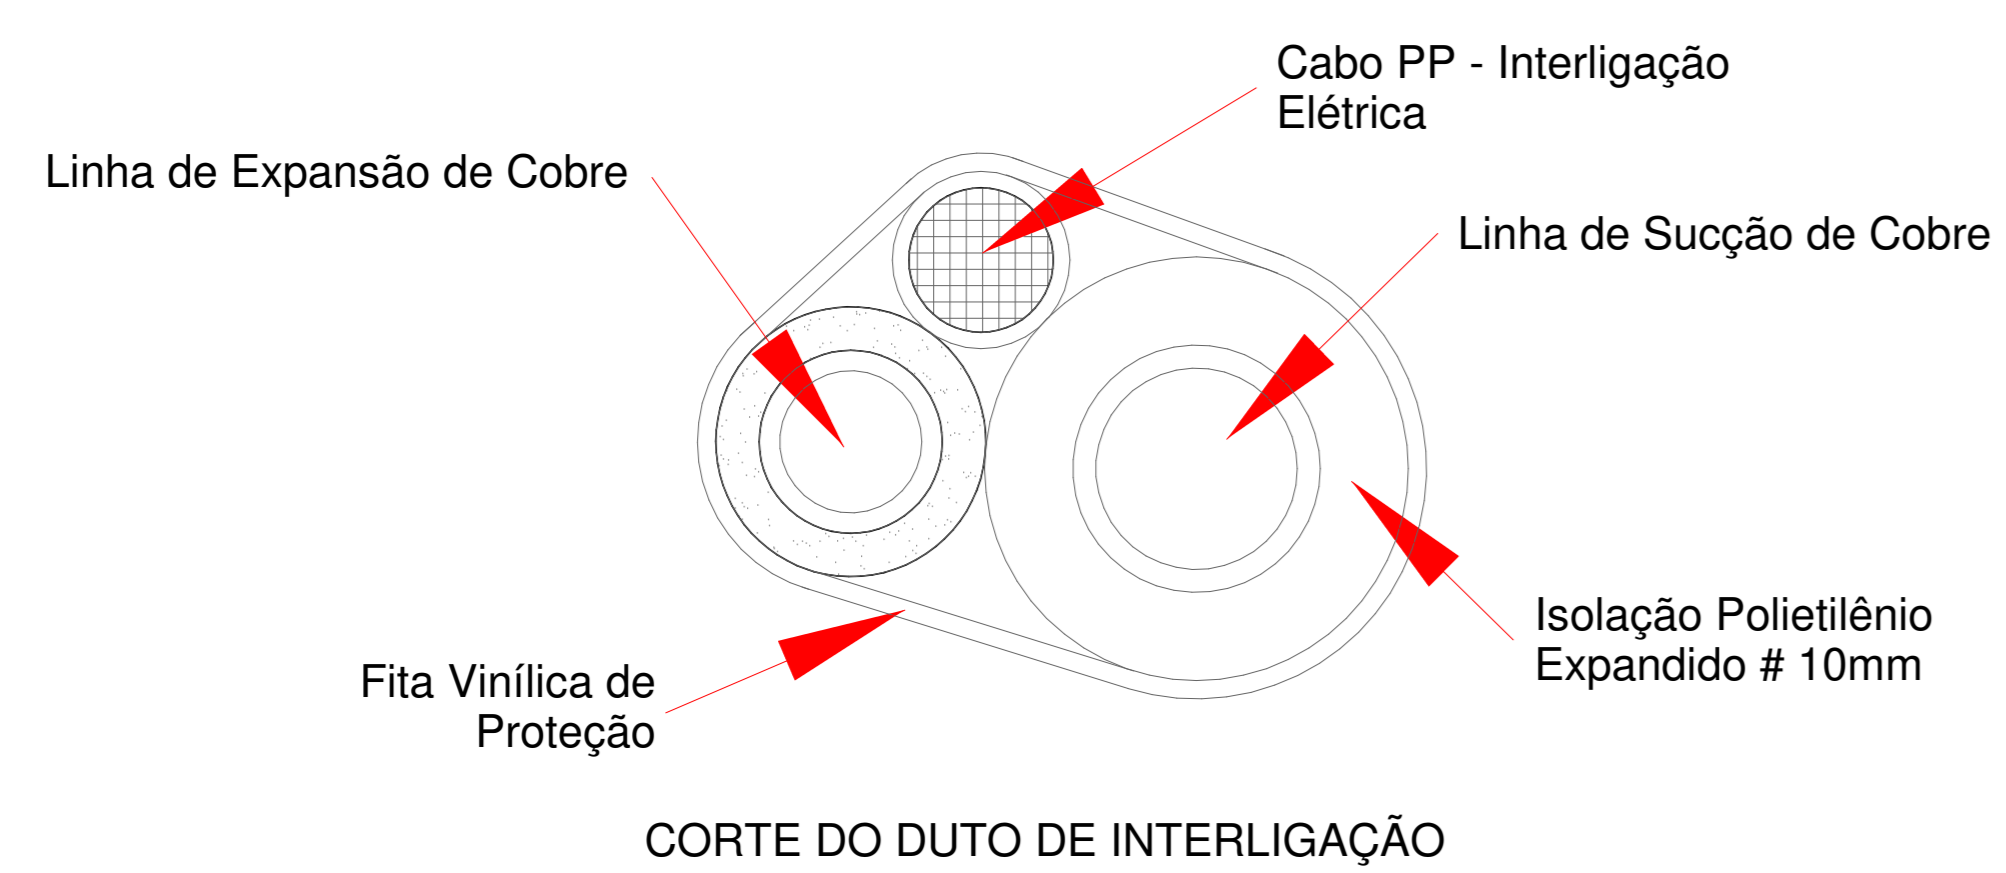 Cabo PP - Interligação
Elétrica
Linha de Expansão de Cobre
Linha de Sucção de Cobre
Isolação Polietilênio
Expandido # 10mm
Fita Vinílica de
Proteção
CORTE DO DUTO DE INTERLIGAÇÃO